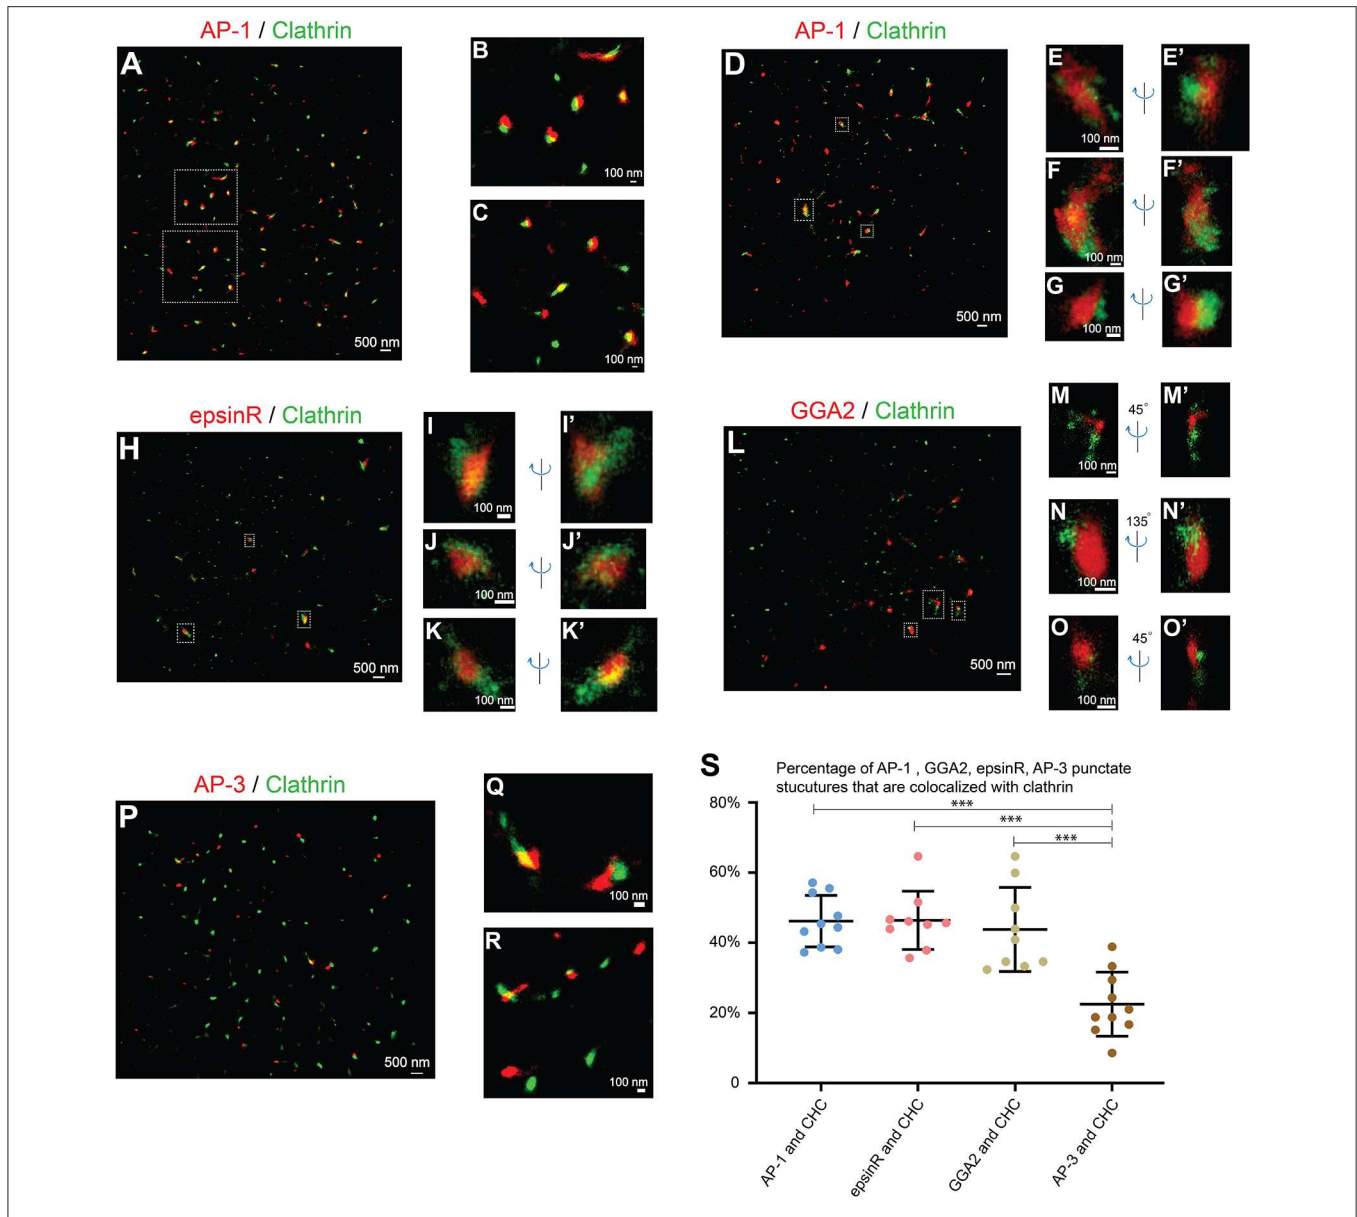 AP-1 / Clathrin
A
500 nm
B
100 nm
C
100 nm
AP-1 / Clathrin
D
500 nm
E
100 nm
E’
F
100 nm
F’
G
100 nm
G’
epsinR / Clathrin
H
500 nm
I
100 nm
I’
J
100 nm
J’
K
100 nm
K’
GGA2 / Clathrin
L
500 nm
M
100 nm
45°
M’
N
100 nm
135°
N’
O
100 nm
45°
O’
AP-3 / Clathrin
P
500 nm
Q
100 nm
R
100 nm
S
Percentage of AP-1 , GGA2, epsinR, AP-3 punctate
stucutures that are colocalized with clathrin
80%
60%
40%
20%
0
***
***
***
AP-1 and CHC
epsinR and CHC
GGA2 and CHC
AP-3 and CHC